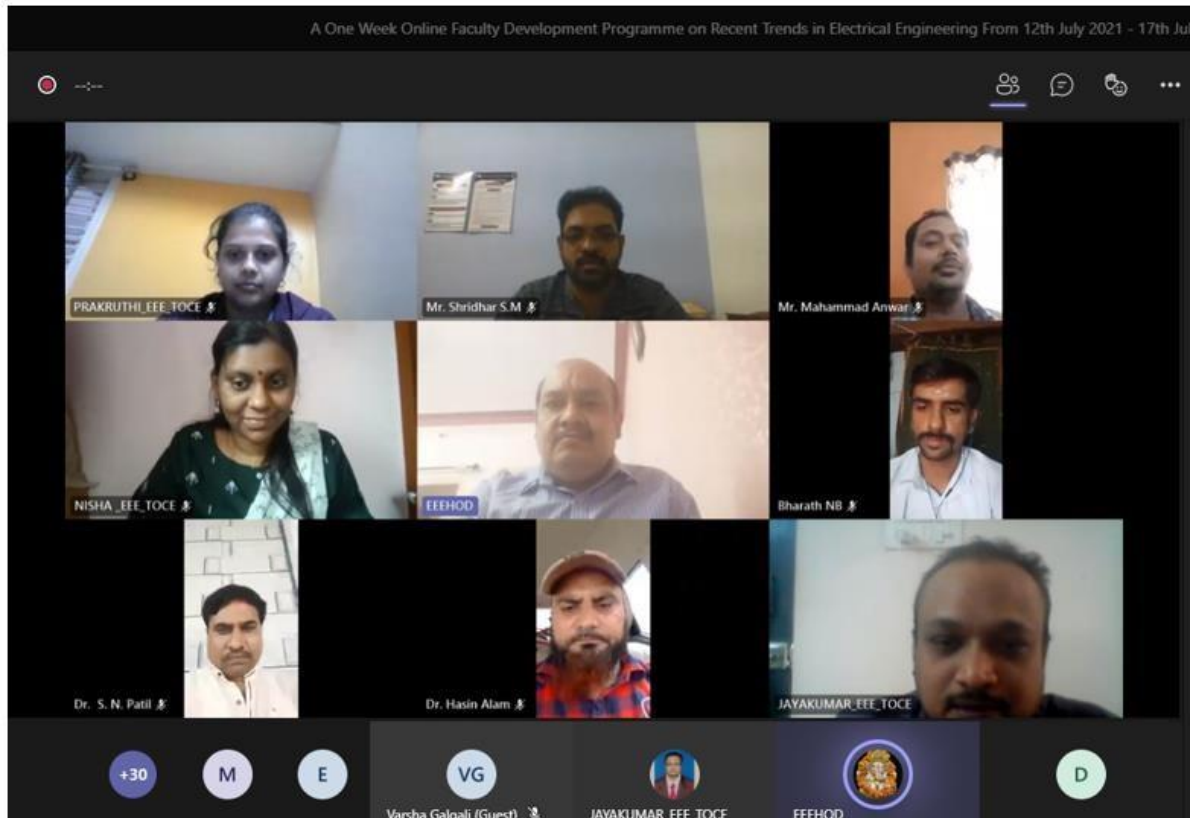 A One Week Online Faculty Development Programme on Recent Trends in Electrical Engineering From 12th July 2021 - 17th Jul
--:--
PRAKRUTHI_EEE_TOCE
Mr. Shridhar S.M
Mr. Mahammad Anwar
NISHA _EEE_TOCE
EEEHOD
Bharath NB
Dr. S. N. Patil
Dr. Hasin Alam
JAYAKUMAR_EEE_TOCE
+30
M
E
VG
D
Varsha Galgali (Guest)
JAYAKUMAR_EEE_TOCE
EEEHOD